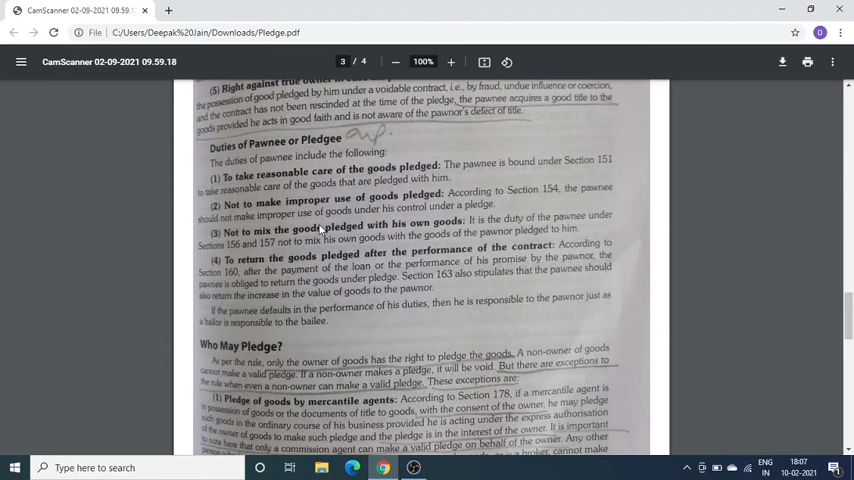 CamScanner 02-09-2021 09.59.18
File C:/Users/Deepak%20Jain/Downloads/Pledge.pdf
D
CamScanner 02-09-2021 09.59.18
3 / 4
100%
(5) Right against true owner in
the possession of good pledged by him under a voidable contract, i.e., by fraud, undue influence or coercion,
and the contract has not been rescinded at the time of the pledge, the pawnee acquires a good title to the
goods provided he acts in good faith and is not aware of the pawnor's defect of title.
Duties of Pawnee or Pledgee
The duties of pawnee include the following:
(1) To take reasonable care of the goods pledged: The pawnee is bound under Section 151
to take reasonable care of the goods that are pledged with him.
(2) Not to make improper use of goods pledged: According to Section 154, the pawnee
should not make improper use of goods under his control under a pledge.
(3) Not to mix the goods pledged with his own goods: It is the duty of the pawnee under
Sections 156 and 157 not to mix his own goods with the goods of the pawnor pledged to him.
(4) To return the goods pledged after the performance of the contract: According to
Section 160, after the payment of the loan or the performance of his promise by the pawnor, the
pawnee is obliged to return the goods under pledge. Section 163 also stipulates that the pawnee should
also return the increase in the value of goods to the pawnor.
If the pawnee defaults in the performance of his duties, then he is responsible to the pawnor just as
a bailor is responsible to the bailee.
Who May Pledge?
As per the rule, only the owner of goods has the right to pledge the goods. A non-owner of goods
cannot make a valid pledge. If a non-owner makes a pledge, it will be void. But there are exceptions to
the rule when even a non-owner can make a valid pledge. These exceptions are:
(1) Pledge of goods by mercantile agents: According to Section 178, if a mercantile agent is
in possession of goods or the documents of title to goods, with the consent of the owner, he may pledge
such goods in the ordinary course of his business provided he is acting under the express authorisation
of the owner of goods to make such pledge and the pledge is in the interest of the owner. It is important
to note here that only a commission agent can make a valid pledge on behalf of the owner. Any other
is a broker, cannot make
Type here to search
ENG
IN
18:07
10-02-2021
1